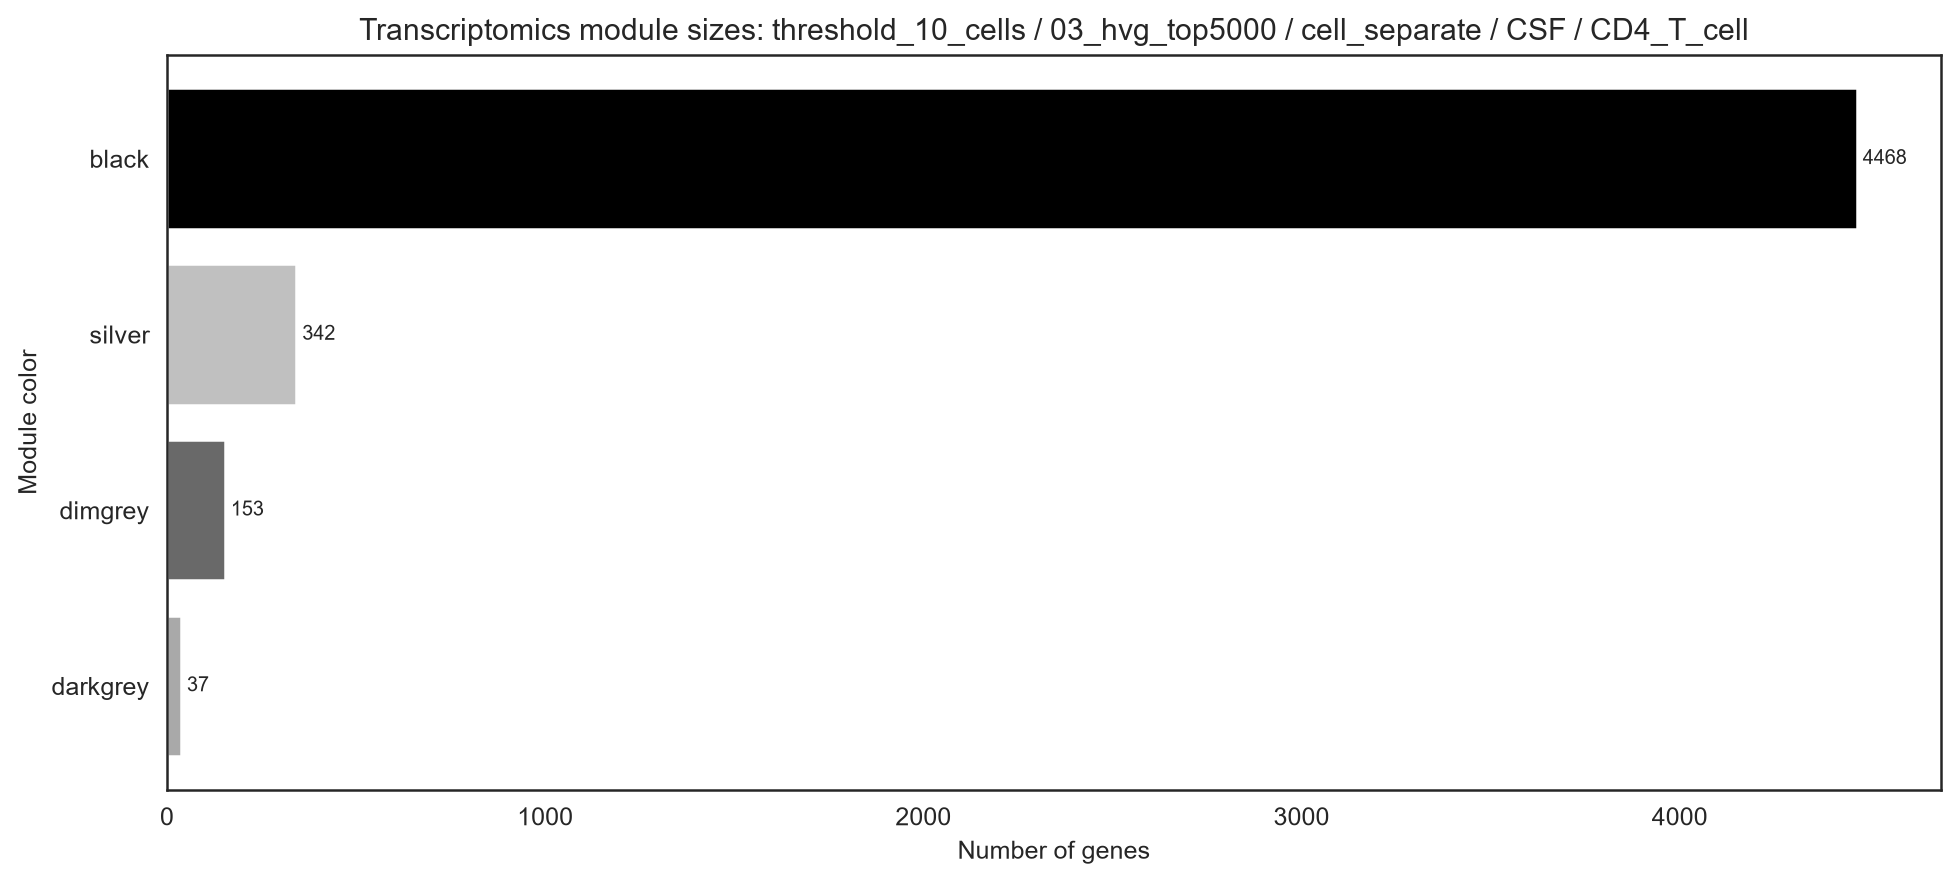 Transcriptomics module sizes: threshold_10_cells / 03_hvg_top5000 / cell_separate / CSF / CD4_T_cell
Module color
black
4468
silver
342
dimgrey
153
darkgrey
37
0 1000 2000 3000 4000
Number of genes